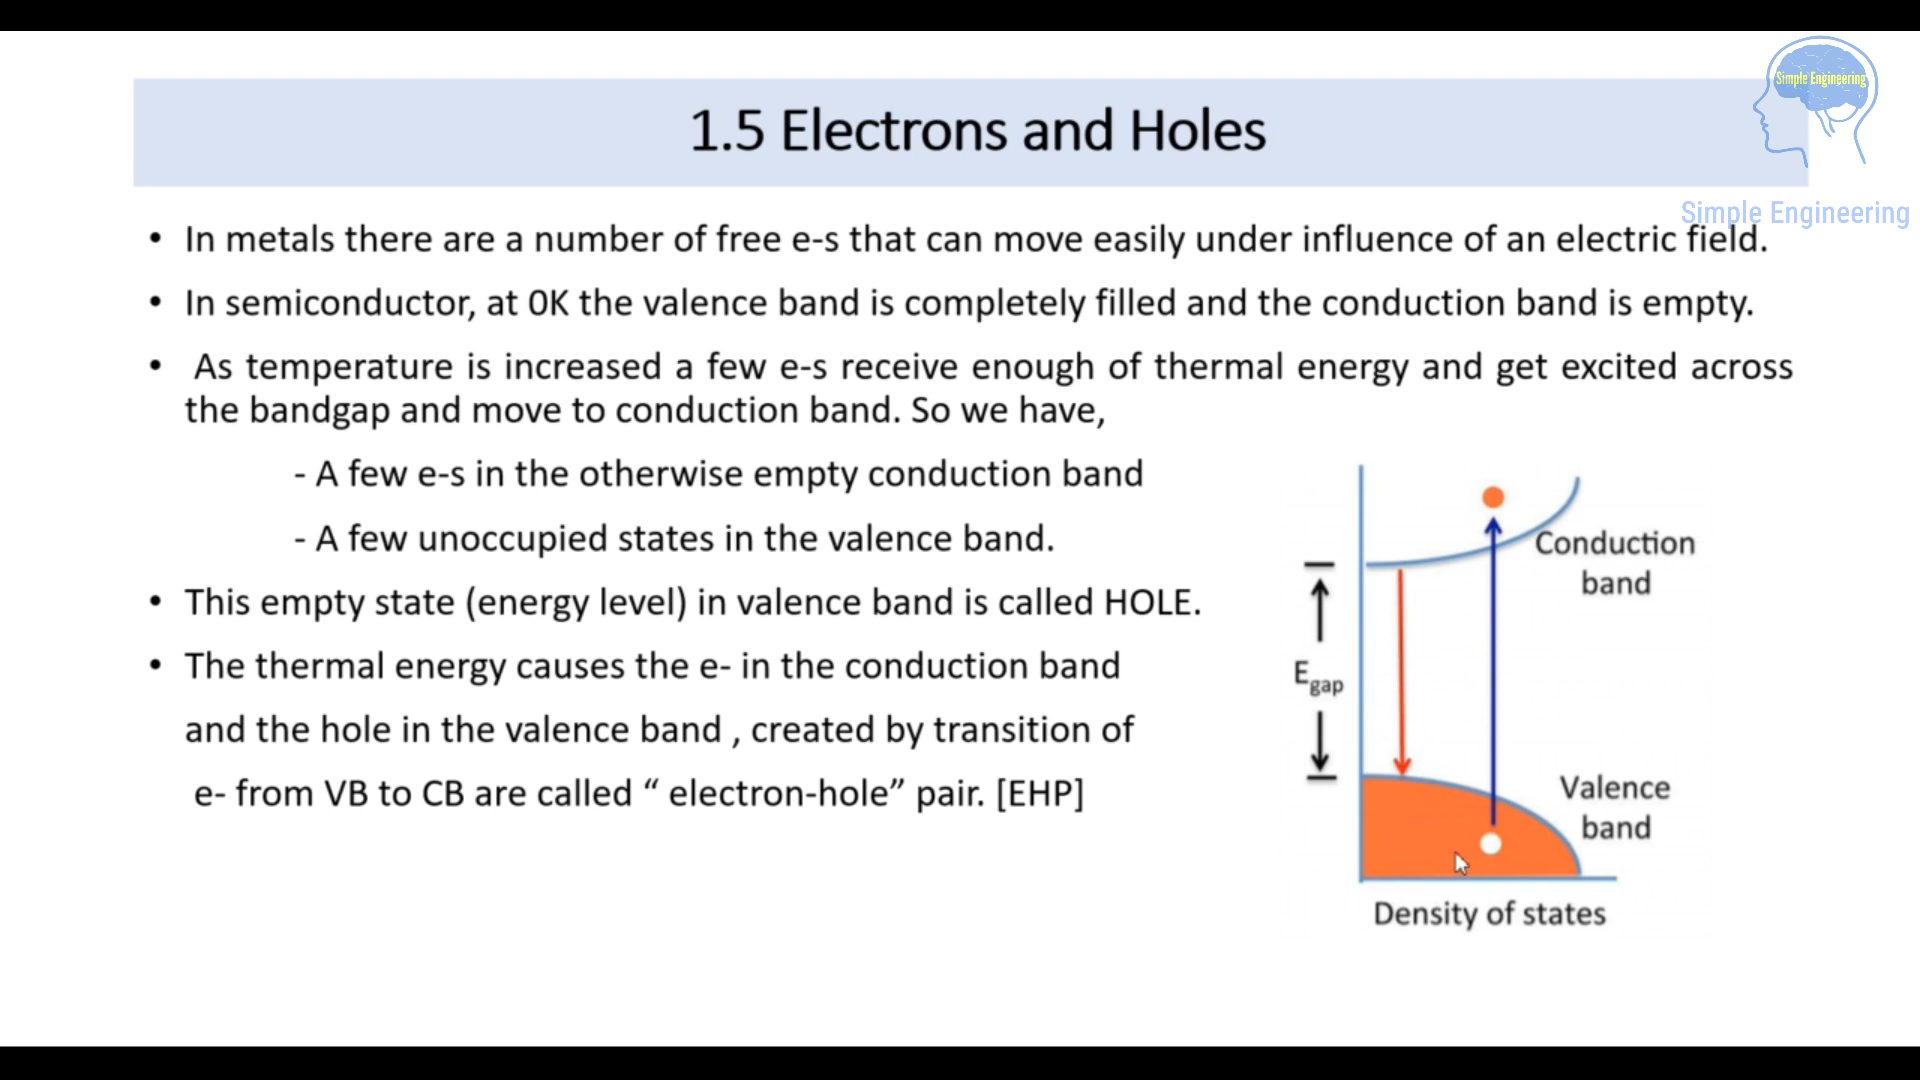 Simple Engineering
1.5 Electrons and Holes
Simple Engineering
• In metals there are a number of free e-s that can move easily under influence of an electric field.
• In semiconductor, at 0K the valence band is completely filled and the conduction band is empty.
• As temperature is increased a few e-s receive enough of thermal energy and get excited across
the bandgap and move to conduction band. So we have,
- A few e-s in the otherwise empty conduction band
- A few unoccupied states in the valence band.
• This empty state (energy level) in valence band is called HOLE.
• The thermal energy causes the e- in the conduction band
and the hole in the valence band , created by transition of
e- from VB to CB are called “ electron-hole” pair. [EHP]
Conduction
band
Egap
Valence
band
Density of states